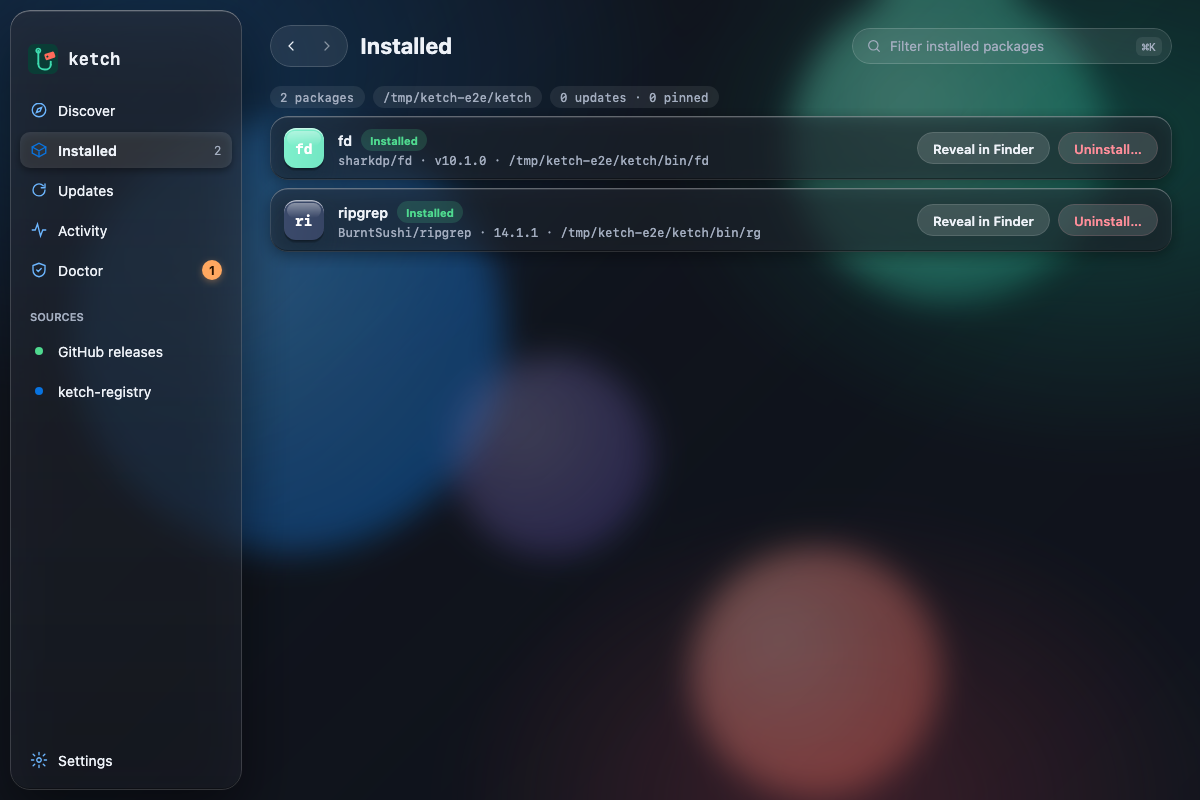 ketch
Discover
Installed 2
Updates
Activity
Doctor 1
SOURCES
GitHub releases
ketch-registry
Settings
Installed
Filter installed packages ⌘K
2 packages /tmp/ketch-e2e/ketch 0 updates · 0 pinned
fd fd Installed
sharkdp/fd · v10.1.0 · /tmp/ketch-e2e/ketch/bin/fd
Reveal in Finder Uninstall…
ri ripgrep Installed
BurntSushi/ripgrep · 14.1.1 · /tmp/ketch-e2e/ketch/bin/rg
Reveal in Finder Uninstall…